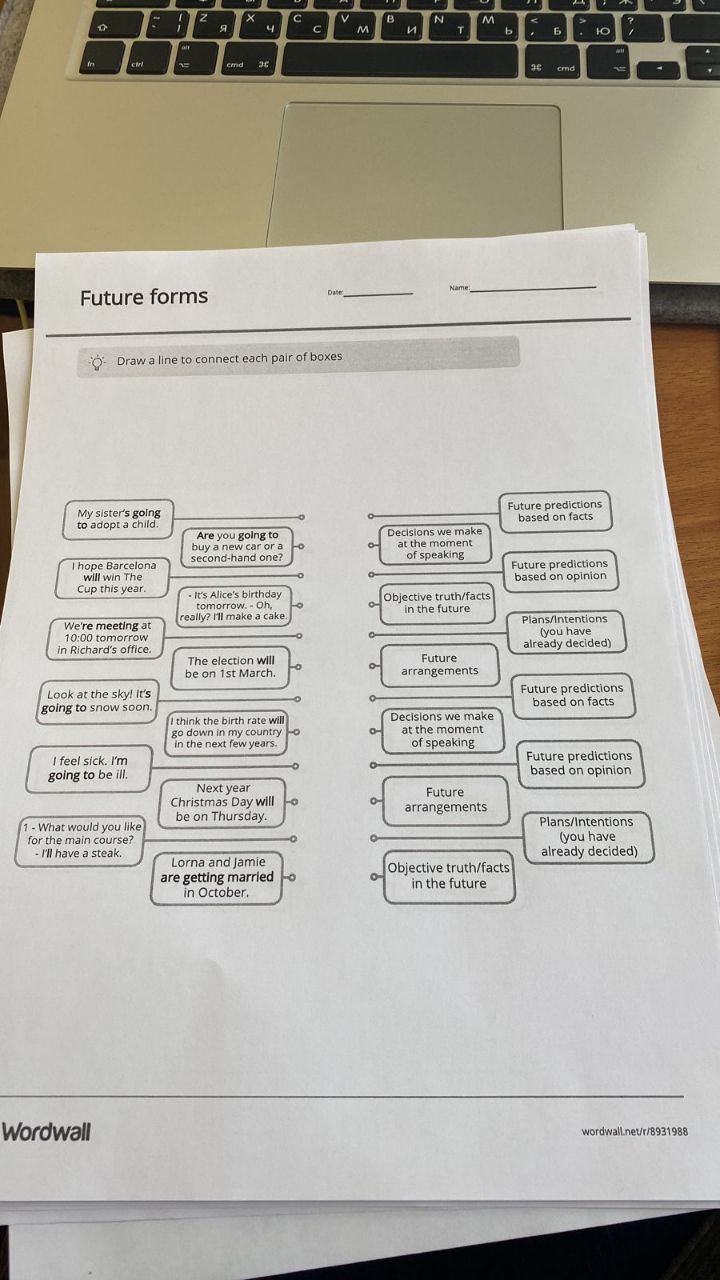 Z Я
X Ч
C С
V М
B И
N Т
M Ь
< , Б
> . Ю
? /
fn
ctrl
alt ⌥
cmd ⌘
⌘ cmd
alt ⌥
Future forms
Date:
Name:
Draw a line to connect each pair of boxes
My sister's going
to adopt a child.
Are you going to
buy a new car or a
second-hand one?
I hope Barcelona
will win The
Cup this year.
- It's Alice's birthday
tomorrow. - Oh,
really? I'll make a cake.
We're meeting at
10:00 tomorrow
in Richard's office.
The election will
be on 1st March.
Look at the sky! It's
going to snow soon.
I think the birth rate will
go down in my country
in the next few years.
I feel sick. I'm
going to be ill.
Next year
Christmas Day will
be on Thursday.
1 - What would you like
for the main course?
- I'll have a steak.
Lorna and Jamie
are getting married
in October.
Future predictions
based on facts
Decisions we make
at the moment
of speaking
Future predictions
based on opinion
Objective truth/facts
in the future
Plans/Intentions
(you have
already decided)
Future
arrangements
Future predictions
based on facts
Decisions we make
at the moment
of speaking
Future predictions
based on opinion
Future
arrangements
Plans/Intentions
(you have
already decided)
Objective truth/facts
in the future
Wordwall
wordwall.net/r/8931988